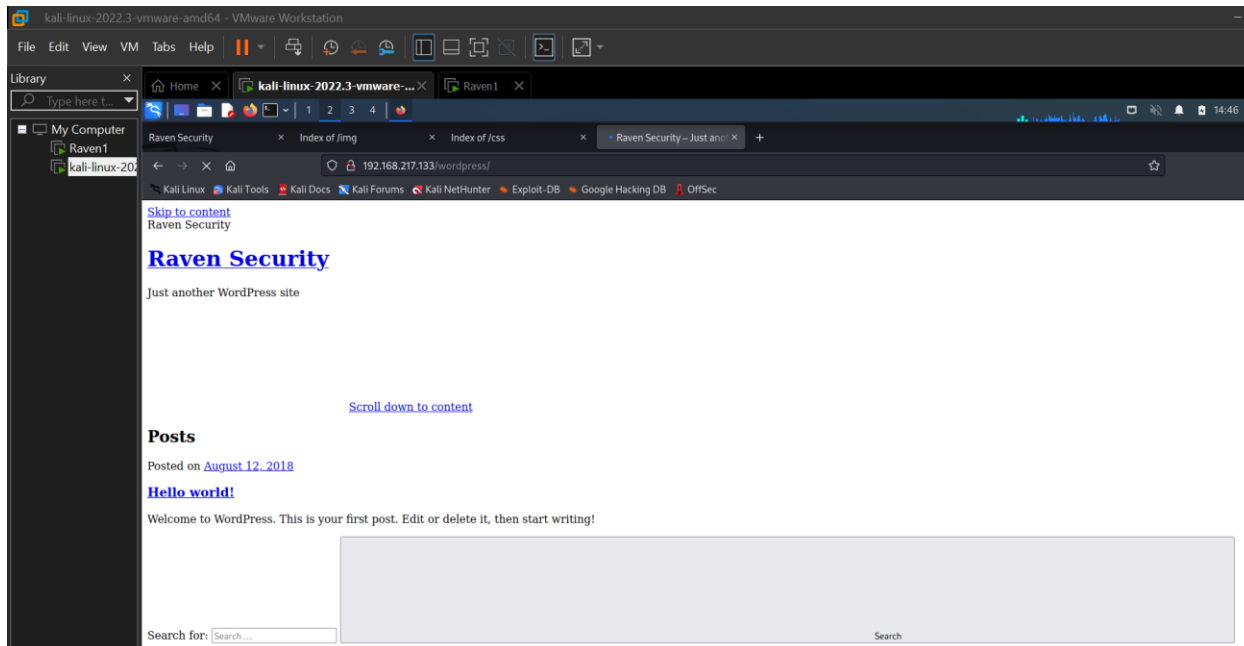 kali-linux-2022.3-vmware-amd64 - VMware Workstation
File Edit View VM Tabs Help
Library
Type here t...
My Computer
Raven1
kali-linux-202
Home kali-linux-2022.3-vmware-... Raven1
1 2 3 4 14:46
Raven Security Index of /img Index of /css Raven Security – Just anot
192.168.217.133/wordpress/
Kali Linux Kali Tools Kali Docs Kali Forums Kali NetHunter Exploit-DB Google Hacking DB OffSec
Skip to content
Raven Security
Raven Security
Just another WordPress site
Scroll down to content
Posts
Posted on August 12, 2018
Hello world!
Welcome to WordPress. This is your first post. Edit or delete it, then start writing!
Search for: Search ... Search